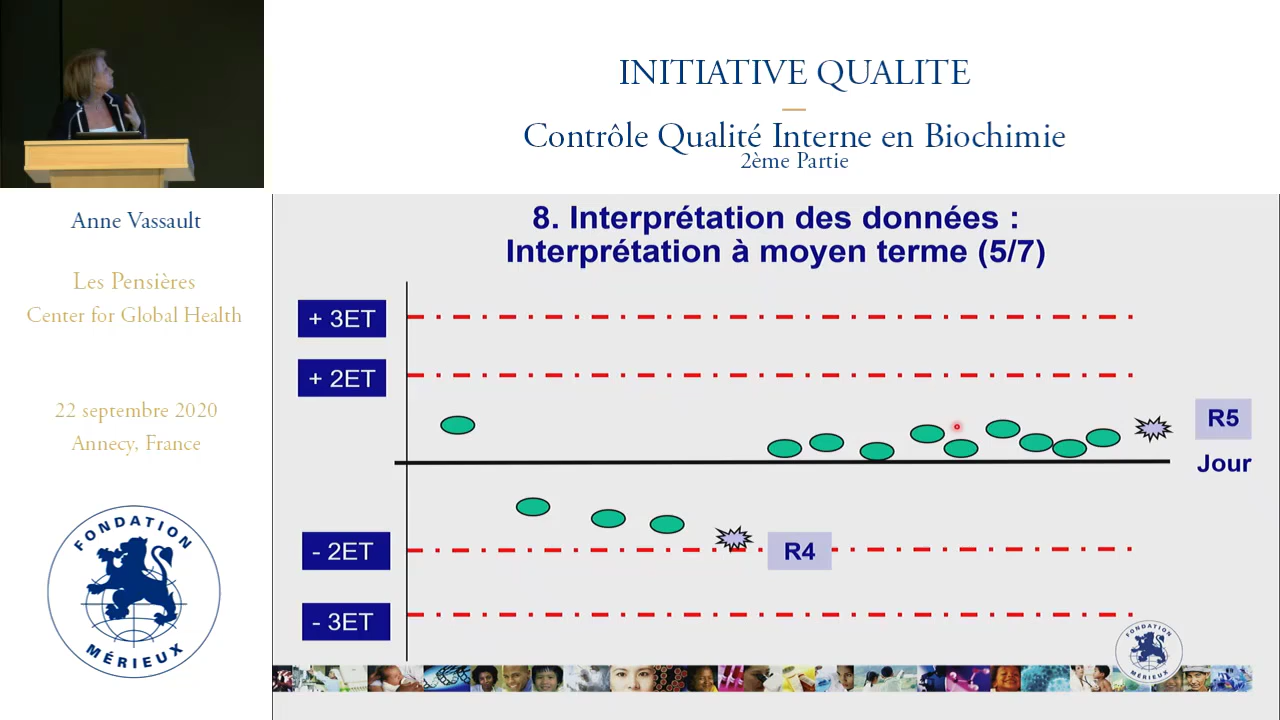 INITIATIVE QUALITE
Contrôle Qualité Interne en Biochimie
2ème Partie
Anne Vassault
Les Pensières
Center for Global Health
22 septembre 2020
Annecy, France
FONDATION
MÉRIEUX
8. Interprétation des données :
Interprétation à moyen terme (5/7)
+ 3ET
+ 2ET
R5
Jour
- 2ET
R4
- 3ET
FONDATION
MÉRIEUX